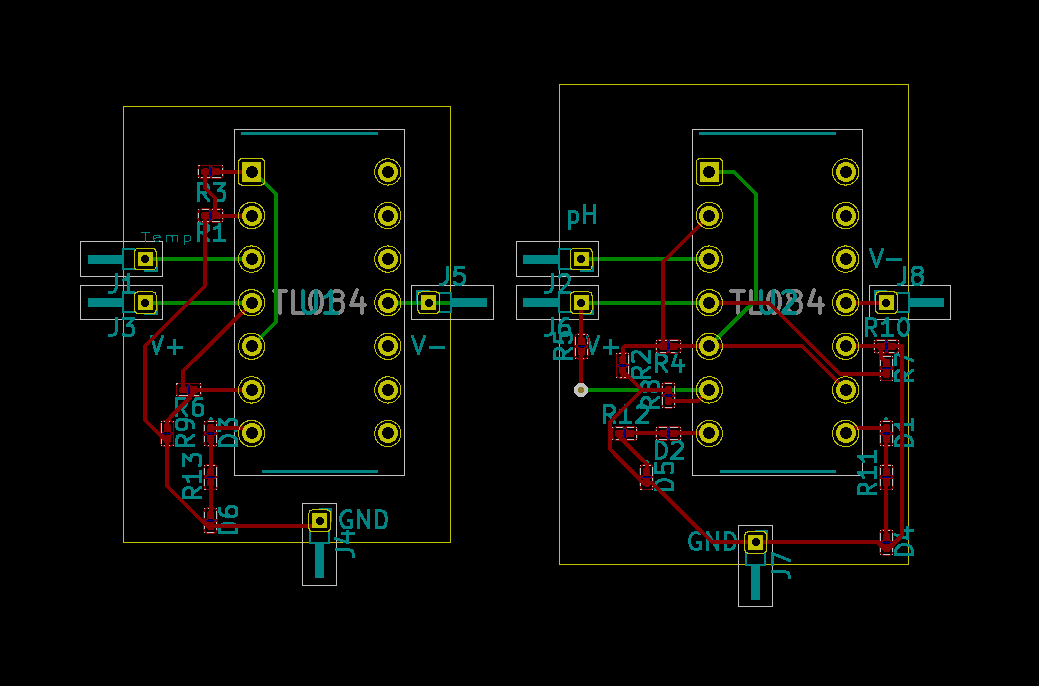 R3
R1
Temp
J1
J3
V+
TL084
U1
J5
V-
R6
R9
D3
R13
D6
GND
J4
pH
J2
J6
R5
V+
TL084
U2
V-
J8
R10
R7
R2
R4
R8
R12
D2
D5
D1
R11
D4
GND
J7